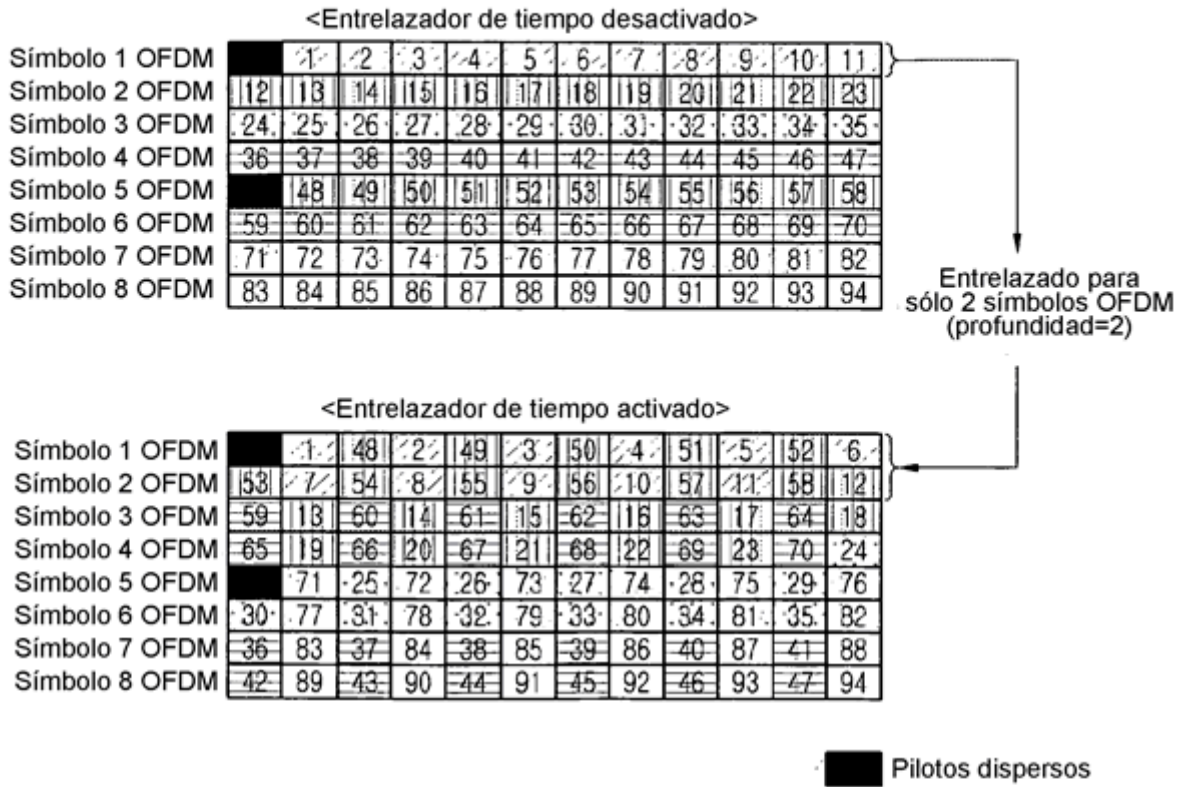 <Entrelazador de tiempo desactivado>
Símbolo 1 OFDM 1 2 3 4 5 6 7 8 9 10 11
Símbolo 2 OFDM 12 13 14 15 16 17 18 19 20 21 22 23
Símbolo 3 OFDM 24 25 26 27 28 29 30 31 32 33 34 35
Símbolo 4 OFDM 36 37 38 39 40 41 42 43 44 45 46 47
Símbolo 5 OFDM 48 49 50 51 52 53 54 55 56 57 58
Símbolo 6 OFDM 59 60 61 62 63 64 65 66 67 68 69 70
Símbolo 7 OFDM 71 72 73 74 75 76 77 78 79 80 81 82
Símbolo 8 OFDM 83 84 85 86 87 88 89 90 91 92 93 94
Entrelazado para
sólo 2 símbolos OFDM
(profundidad=2)
<Entrelazador de tiempo activado>
Símbolo 1 OFDM 1 48 2 49 3 50 4 51 5 52 6
Símbolo 2 OFDM 53 7 54 8 55 9 56 10 57 11 58 12
Símbolo 3 OFDM 59 13 60 14 61 15 62 16 63 17 64 18
Símbolo 4 OFDM 65 19 66 20 67 21 68 22 69 23 70 24
Símbolo 5 OFDM 71 25 72 26 73 27 74 28 75 29 76
Símbolo 6 OFDM 30 77 31 78 32 79 33 80 34 81 35 82
Símbolo 7 OFDM 36 83 37 84 38 85 39 86 40 87 41 88
Símbolo 8 OFDM 42 89 43 90 44 91 45 92 46 93 47 94
Pilotos dispersos